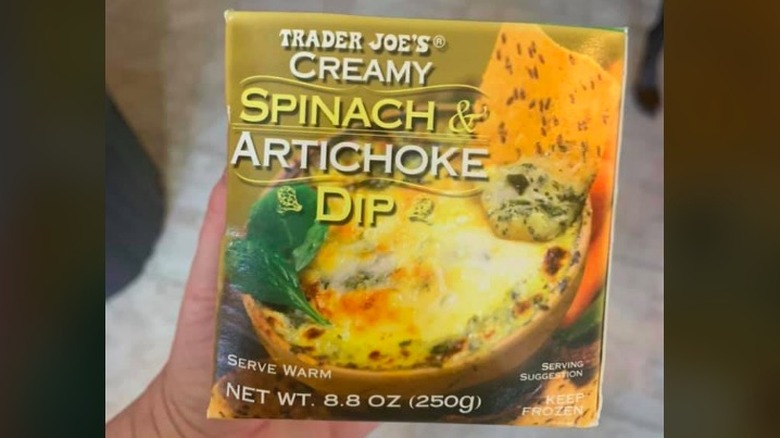 TRADER JOE'S®
CREAMY
SPINACH &
ARTICHOKE
DIP
SERVE WARM
SERVING
SUGGESTION
NET WT. 8.8 OZ (250g)
KEEP
FROZEN